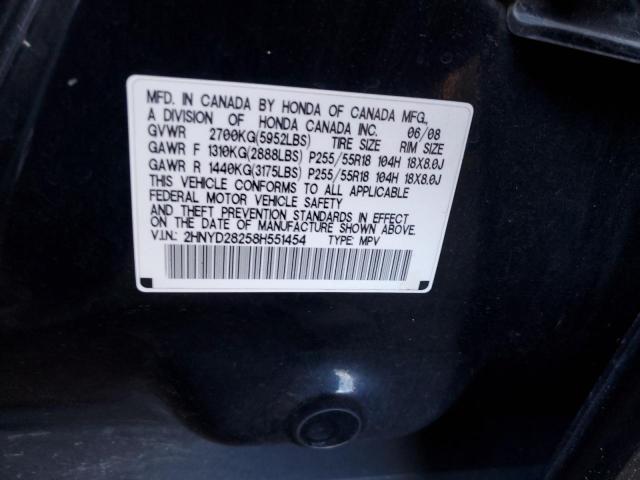 MFD. IN CANADA BY HONDA OF CANADA MFG.,
A DIVISION OF HONDA CANADA INC. 06/08
GVWR 2700KG(5952LBS) TIRE SIZE RIM SIZE
GAWR F 1310KG(2888LBS) P255/55R18 104H 18X8.0J
GAWR R 1440KG(3175LBS) P255/55R18 104H 18X8.0J
THIS VEHICLE CONFORMS TO ALL APPLICABLE
FEDERAL MOTOR VEHICLE SAFETY
AND THEFT PREVENTION STANDARDS IN EFFECT
ON THE DATE OF MANUFACTURE SHOWN ABOVE.
V.I.N.: 2HNYD28258H551454 TYPE: MPV